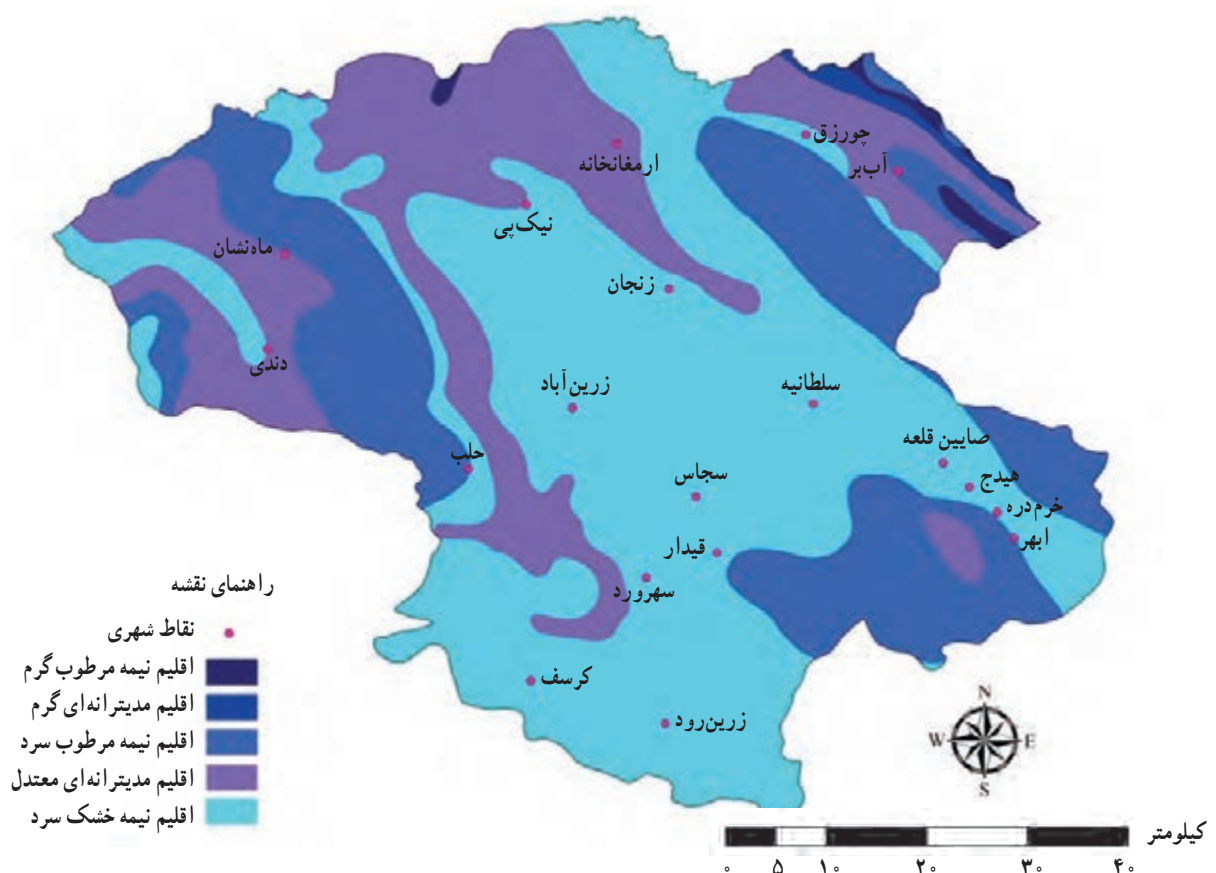 چورزق
آب‌بر
ارمغانخانه
نیک‌پی
ماه‌نشان
زنجان
دندی
زرین‌آباد
سلطانیه
صایین قلعه
حلب
هیدج
سجاس
خرم‌دره
ابهر
قیدار
سهرورد
کرسف
زرین‌رود
راهنمای نقشه
نقاط شهری
اقلیم نیمه مرطوب گرم
اقلیم مدیترانه‌ای گرم
اقلیم نیمه مرطوب سرد
اقلیم مدیترانه‌ای معتدل
اقلیم نیمه خشک سرد
N
W E
S
کیلومتر
۰ ۵ ۱۰ ۲۰ ۳۰ ۴۰